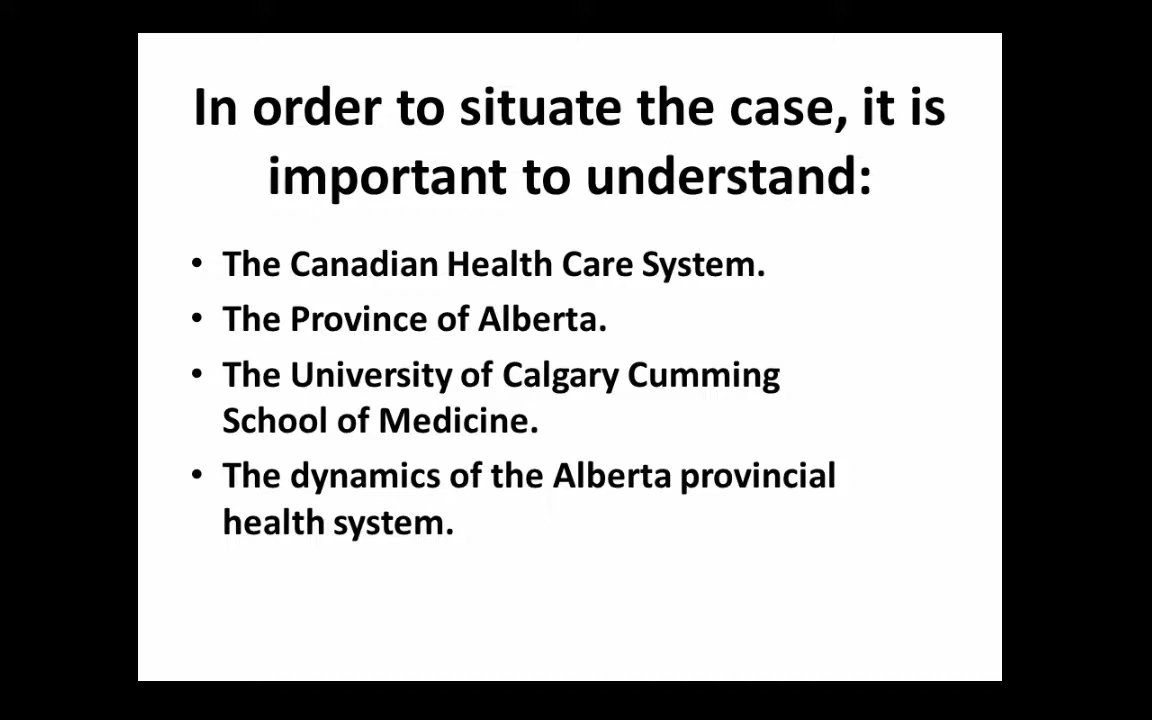 In order to situate the case, it is
important to understand:
• The Canadian Health Care System.
• The Province of Alberta.
• The University of Calgary Cumming
School of Medicine.
• The dynamics of the Alberta provincial
health system.